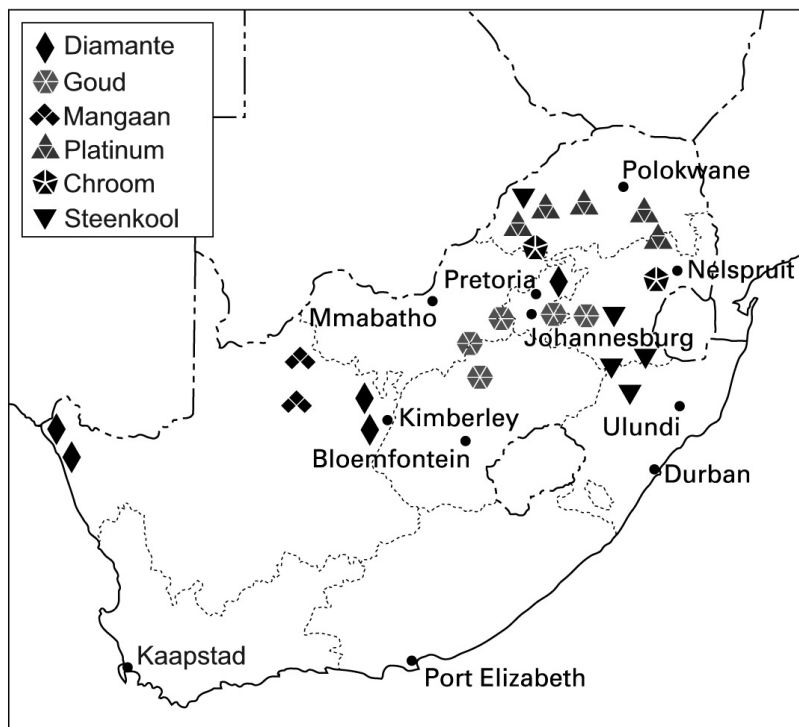 Diamante
Goud
Mangaan
Platinum
Chroom
Steenkool
Polokwane
Nelspruit
Pretoria
Mmabatho
Johannesburg
Kimberley
Ulundi
Bloemfontein
Durban
Kaapstad
Port Elizabeth